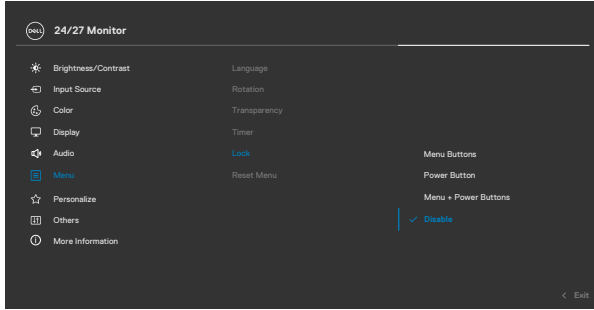 DELL 24/27 Monitor
Brightness/Contrast
Input Source
Color
Display
Audio
Menu
Personalize
Others
More Information
Language
Rotation
Transparency
Timer
Lock
Reset Menu
Menu Buttons
Power Button
Menu + Power Buttons
Disable
Exit